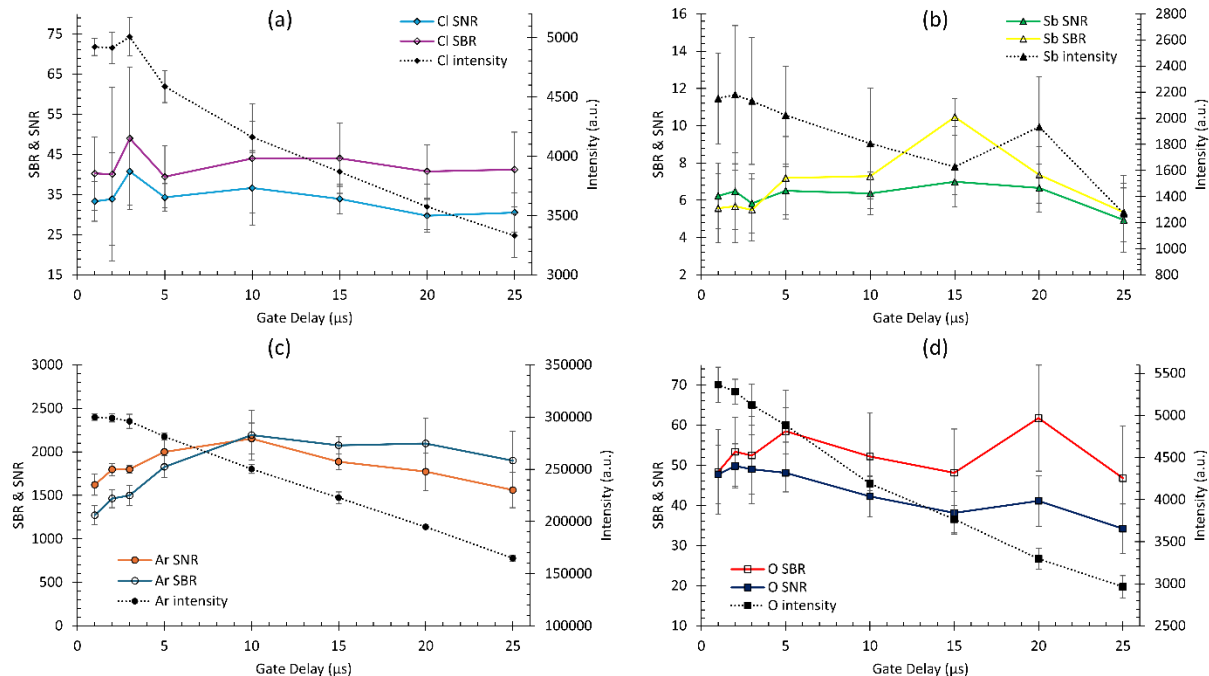 (a)
Cl SNR
Cl SBR
Cl intensity
SBR & SNR
75
65
55
45
35
25
15
Intensity (a.u.)
5000
4500
4000
3500
3000
0 5 10 15 20 25
Gate Delay (µs)
(b)
Sb SNR
Sb SBR
Sb intensity
SBR & SNR
16
14
12
10
8
6
4
2
Intensity (a.u.)
2800
2600
2400
2200
2000
1800
1600
1400
1200
1000
800
0 5 10 15 20 25
Gate Delay (µs)
(c)
SBR & SNR
3000
2500
2000
1500
1000
500
0
Ar SNR
Ar SBR
Ar intensity
Intensity (a.u.)
350000
300000
250000
200000
150000
100000
0 5 10 15 20 25
Gate Delay (µs)
(d)
SBR & SNR
70
60
50
40
30
20
10
O SBR
O SNR
O intensity
Intensity (a.u.)
5500
5000
4500
4000
3500
3000
2500
0 5 10 15 20 25
Gate Delay (µs)